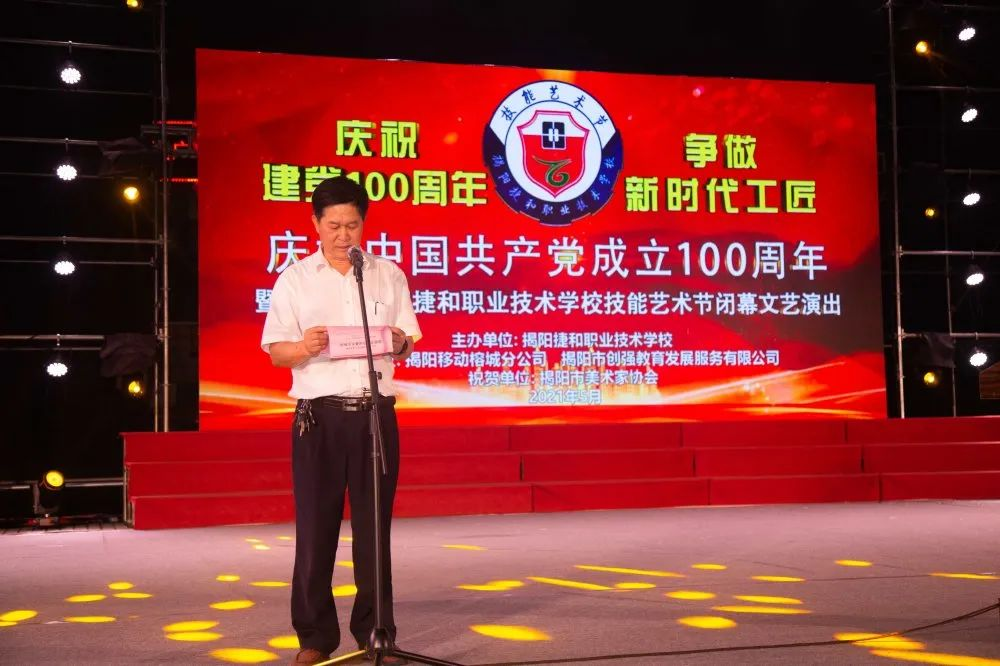 技能艺术节
揭阳捷和职业技术学校
庆祝
建党100周年
争做
新时代工匠
庆 中国共产党成立100周年
暨 捷和职业技术学校技能艺术节闭幕文艺演出
主办单位: 揭阳捷和职业技术学校
: 揭阳移动榕城分公司 揭阳市创强教育发展服务有限公司
祝贺单位: 揭阳市美术家协会
2021年5月